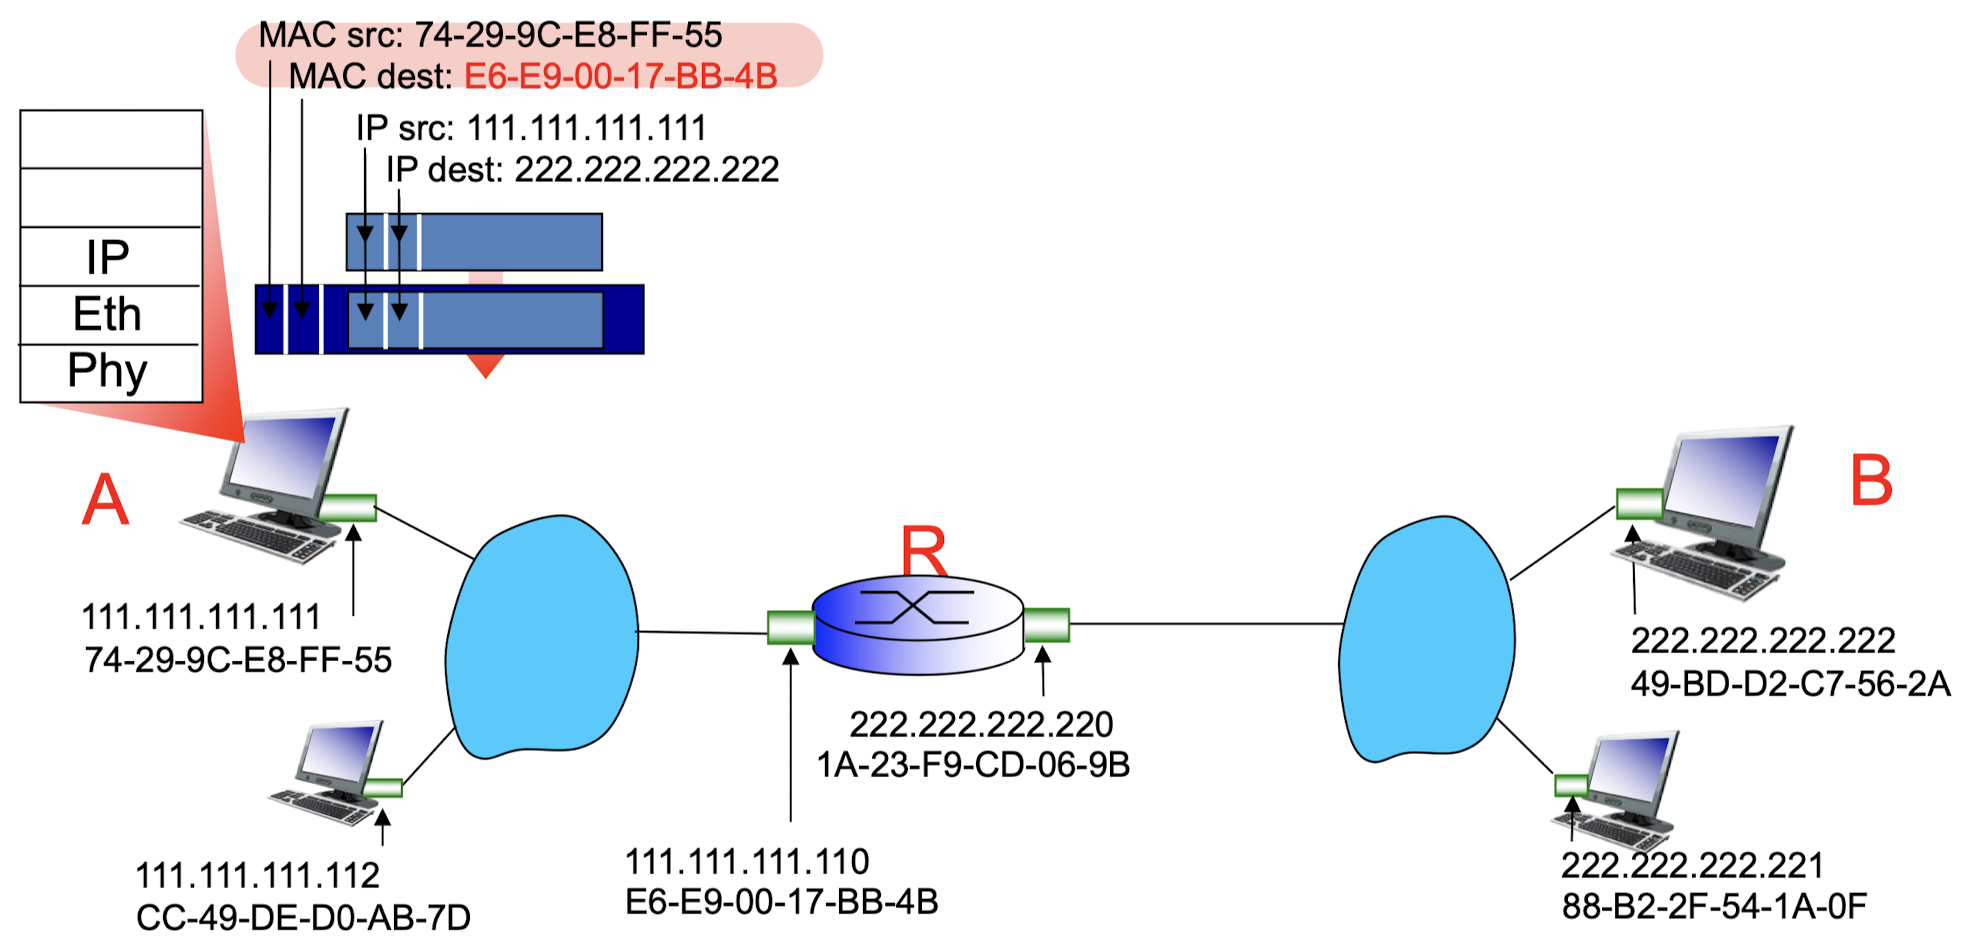 MAC src: 74-29-9C-E8-FF-55
MAC dest: E6-E9-00-17-BB-4B
IP src: 111.111.111.111
IP dest: 222.222.222.222
IP
Eth
Phy
A
R
B
111.111.111.111
74-29-9C-E8-FF-55
222.222.222.222
49-BD-D2-C7-56-2A
222.222.222.220
1A-23-F9-CD-06-9B
111.111.111.112
CC-49-DE-D0-AB-7D
111.111.111.110
E6-E9-00-17-BB-4B
222.222.222.221
88-B2-2F-54-1A-0F